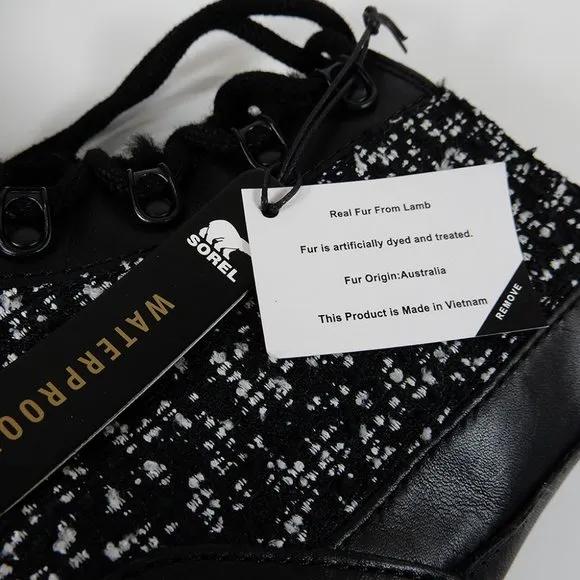 SOREL
WATERPROOF
Real Fur From Lamb
Fur is artificially dyed and treated.
Fur Origin:Australia
This Product is Made in Vietnam
REMOVE